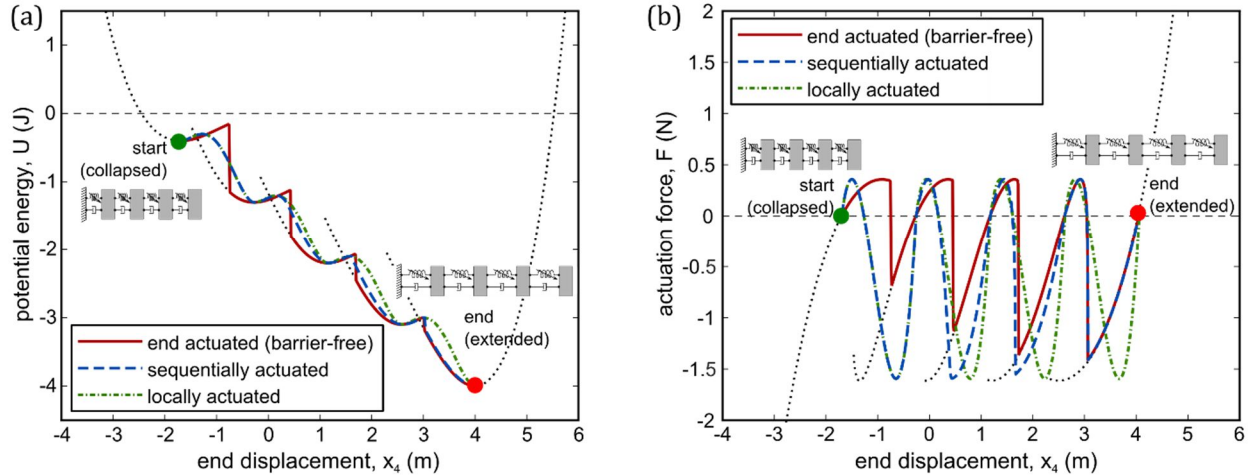 (a)
potential energy, U (J)
1
0
-1
-2
-3
-4
start
(collapsed)
end
(extended)
end actuated (barrier-free)
sequentially actuated
locally actuated
-4 -3 -2 -1 0 1 2 3 4 5 6
end displacement, x₄ (m)
(b)
actuation force, F (N)
2
1.5
1
0.5
0
-0.5
-1
-1.5
-2
end actuated (barrier-free)
sequentially actuated
locally actuated
start
(collapsed)
end
(extended)
-4 -3 -2 -1 0 1 2 3 4 5 6
end displacement, x₄ (m)